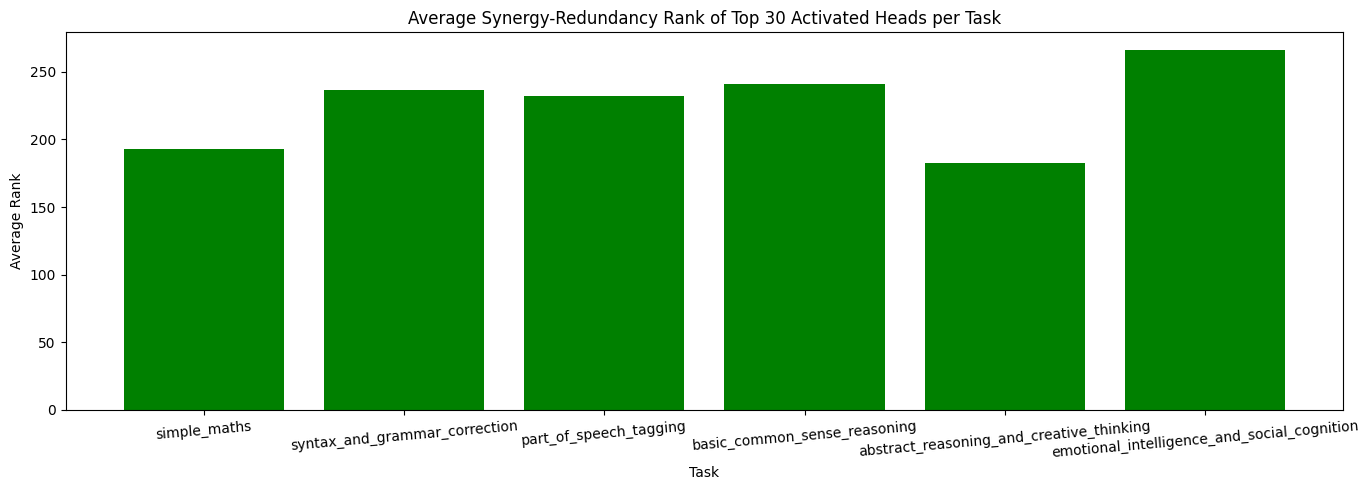 Average Synergy-Redundancy Rank of Top 30 Activated Heads per Task
Average Rank
250
200
150
100
50
0
simple_maths
syntax_and_grammar_correction
part_of_speech_tagging
basic_common_sense_reasoning
abstract_reasoning_and_creative_thinking
emotional_intelligence_and_social_cognition
Task